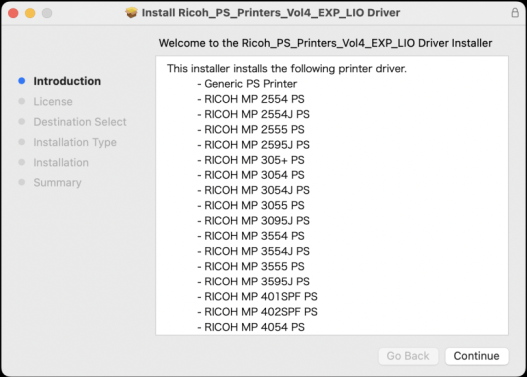 Install Ricoh_PS_Printers_Vol4_EXP_LIO Driver
Welcome to the Ricoh_PS_Printers_Vol4_EXP_LIO Driver Installer
Introduction
License
Destination Select
Installation Type
Installation
Summary
This installer installs the following printer driver.
- Generic PS Printer
- RICOH MP 2554 PS
- RICOH MP 2554J PS
- RICOH MP 2555 PS
- RICOH MP 2595J PS
- RICOH MP 305+ PS
- RICOH MP 3054 PS
- RICOH MP 3054J PS
- RICOH MP 3055 PS
- RICOH MP 3095J PS
- RICOH MP 3554 PS
- RICOH MP 3554J PS
- RICOH MP 3555 PS
- RICOH MP 3595J PS
- RICOH MP 401SPF PS
- RICOH MP 402SPF PS
- RICOH MP 4054 PS
Go Back
Continue